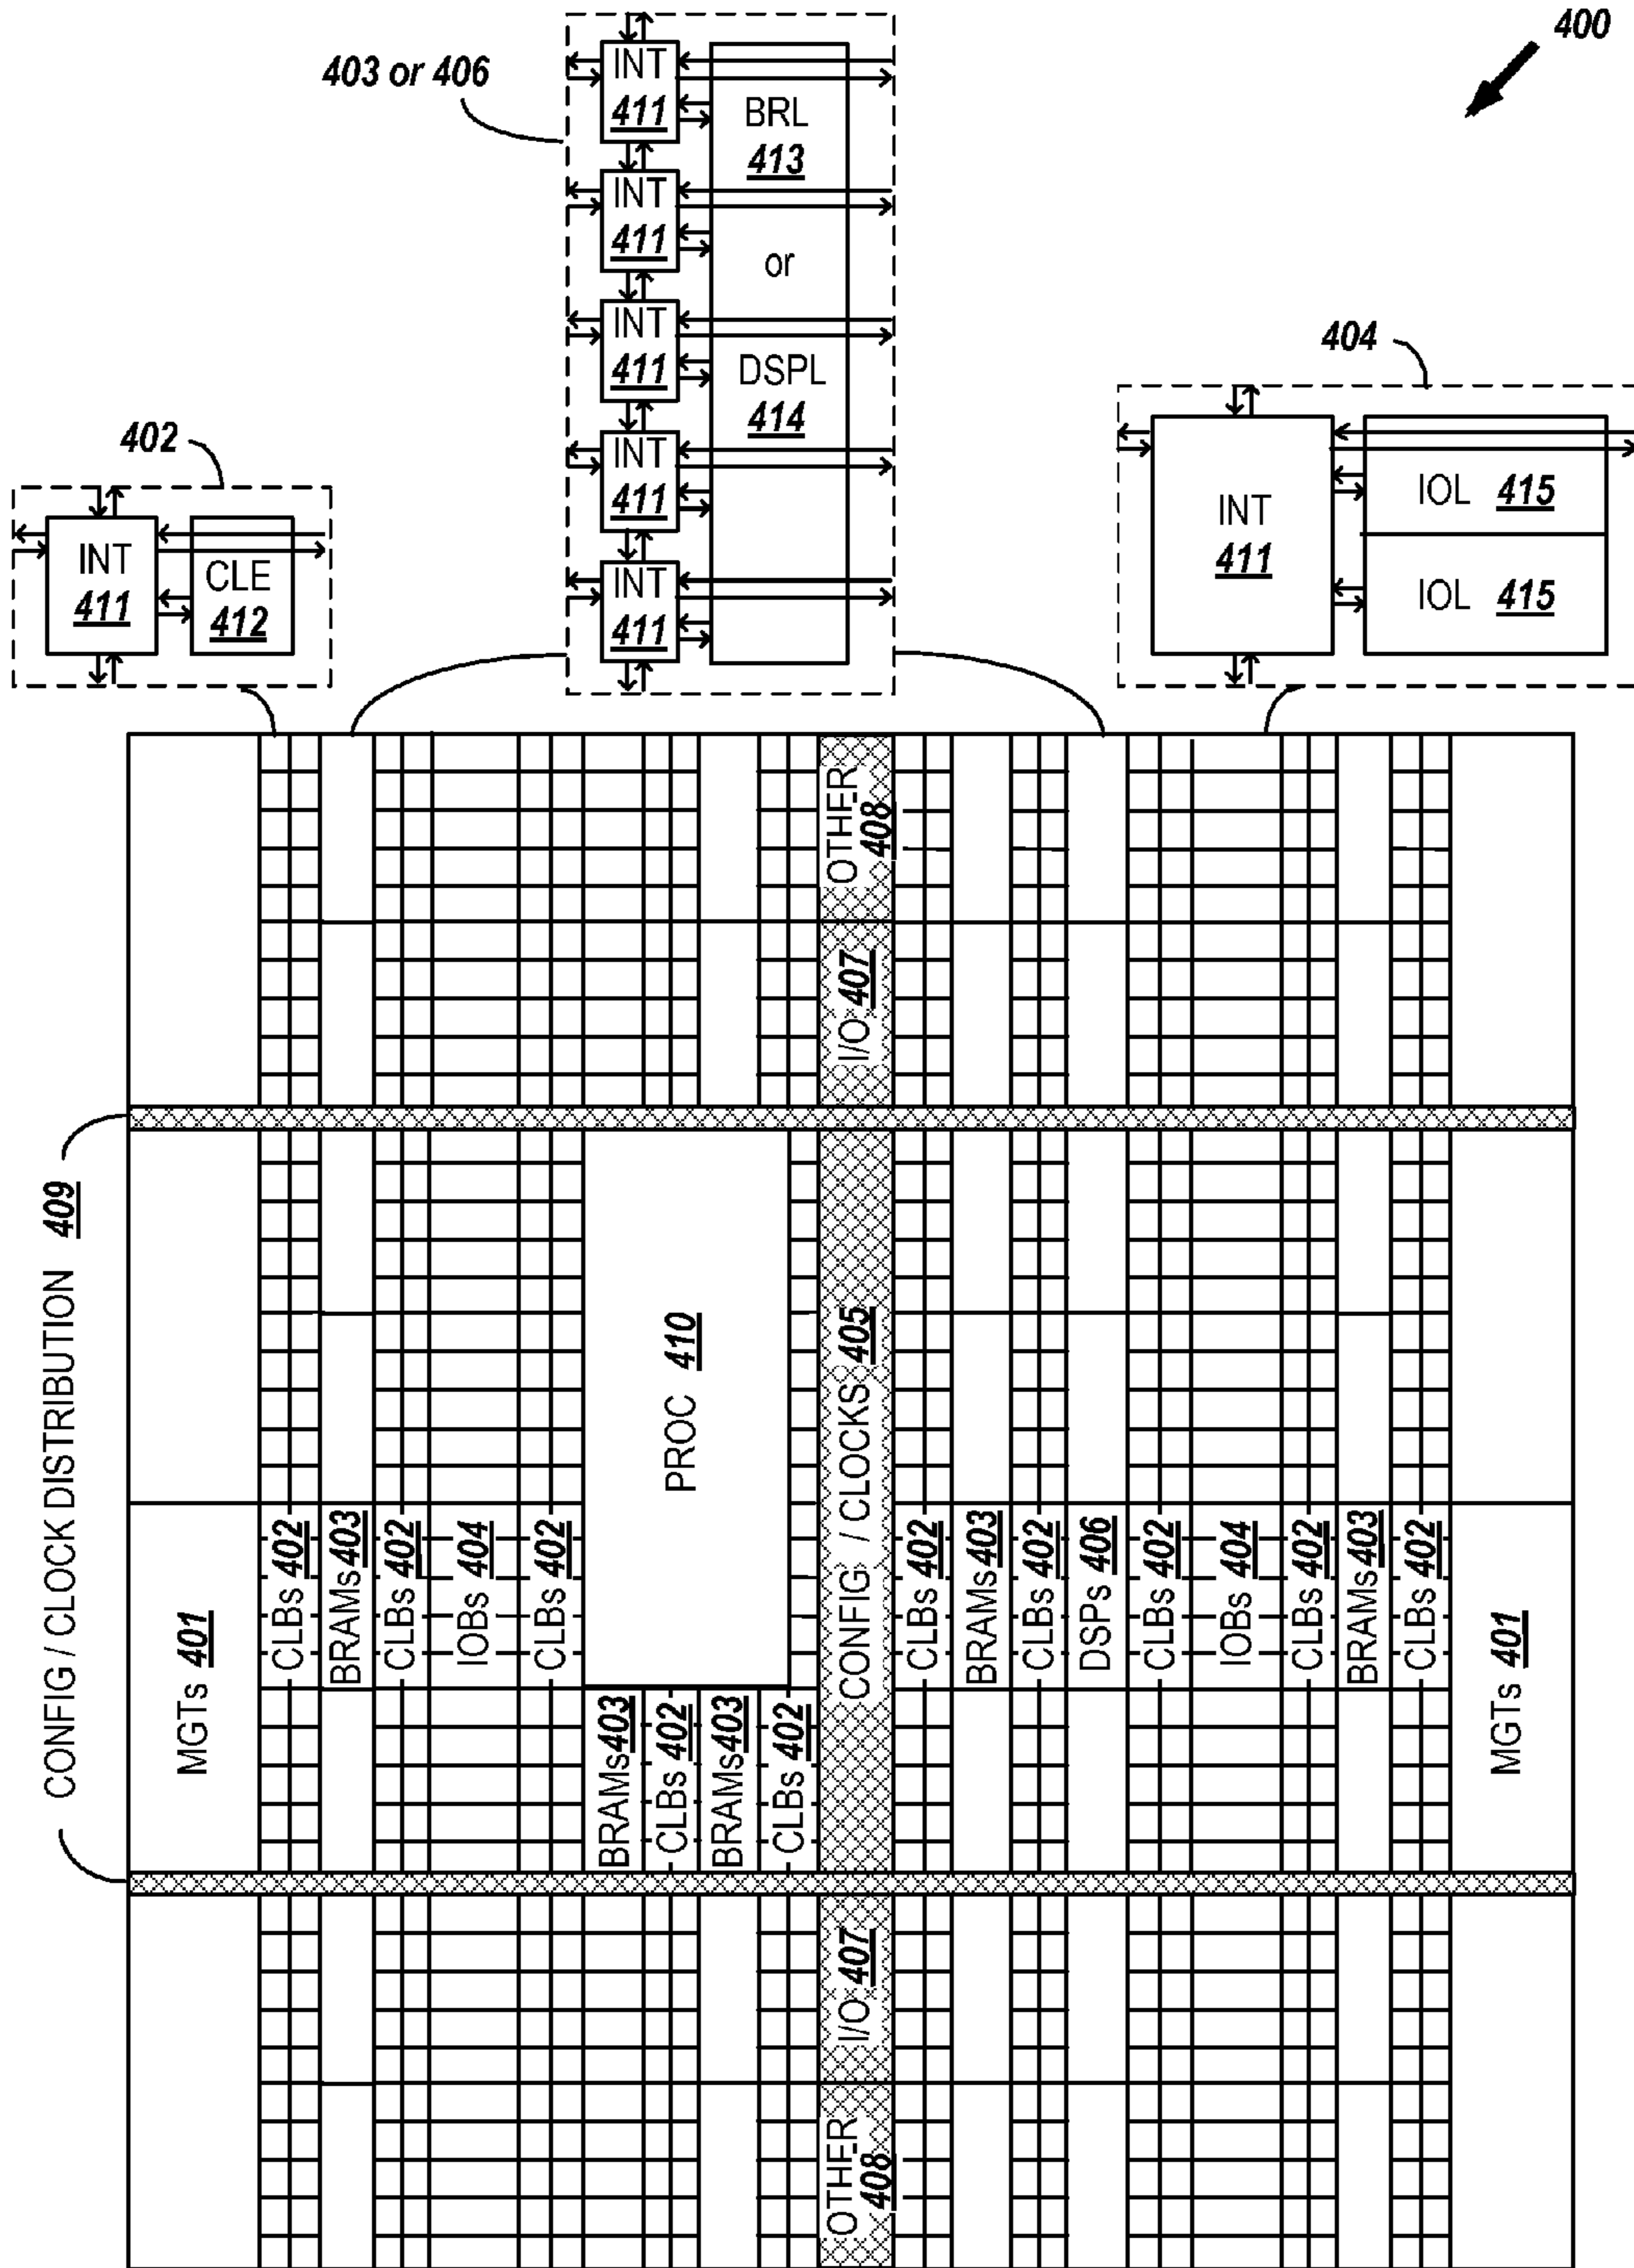 400
403 or 406
INT
411
INT
411
INT
411
INT
411
INT
411
BRL
413
or
DSPL
414
402
INT
411
CLE
412
404
INT
411
IOL 415
IOL 415
CONFIG / CLOCK DISTRIBUTION 409
MGTs 401
CLBs 402
BRAMs 403
CLBs 402
IOBs 404
CLBs 402
BRAMs 403
CLBs 402
BRAMs 403
CLBs 402
PROC 410
OTHER
408
I/O 407
CONFIG / CLOCKS 405
I/O 407
OTHER
408
CLBs 402
BRAMs 403
CLBs 402
DSPs 406
CLBs 402
IOBs 404
CLBs 402
BRAMs 403
CLBs 402
MGTs 401